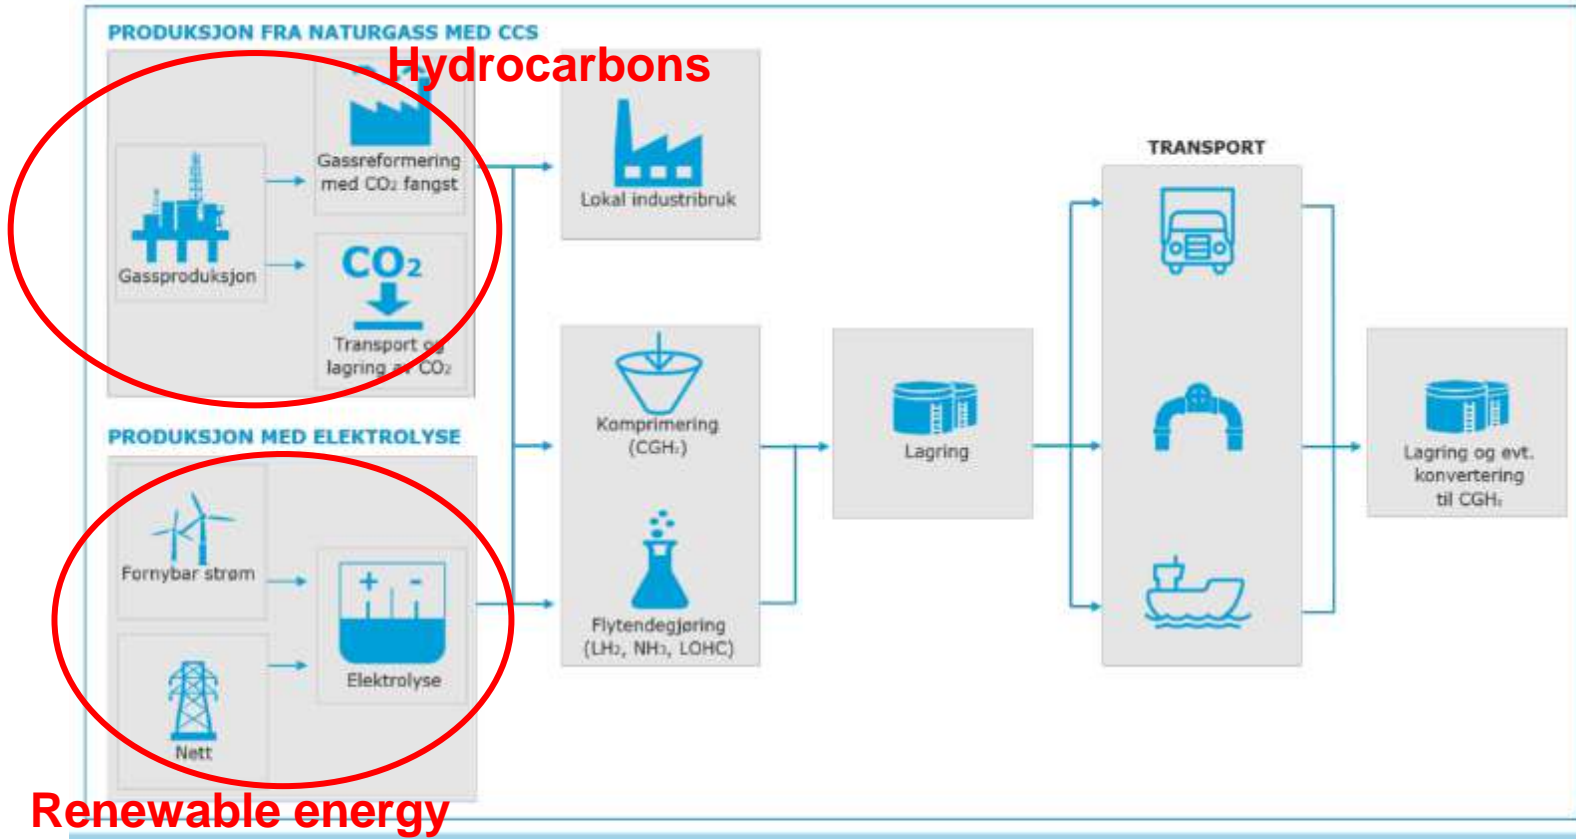 PRODUKSJON FRA NATURGASS MED CCS
Hydrocarbons
Gassreformering
med CO₂ fangst
Gassproduksjon
CO₂
Transport og
lagring av CO₂
Lokal industribruk
PRODUKSJON MED ELEKTROLYSE
Fornybar strøm
Nett
+ -
Elektrolyse
Renewable energy
Komprimering
(CGH₂)
Flytendegjøring
(LH₂, NH₃, LOHC)
Lagring
TRANSPORT
Lagring og evt.
konvertering
til CGH₂